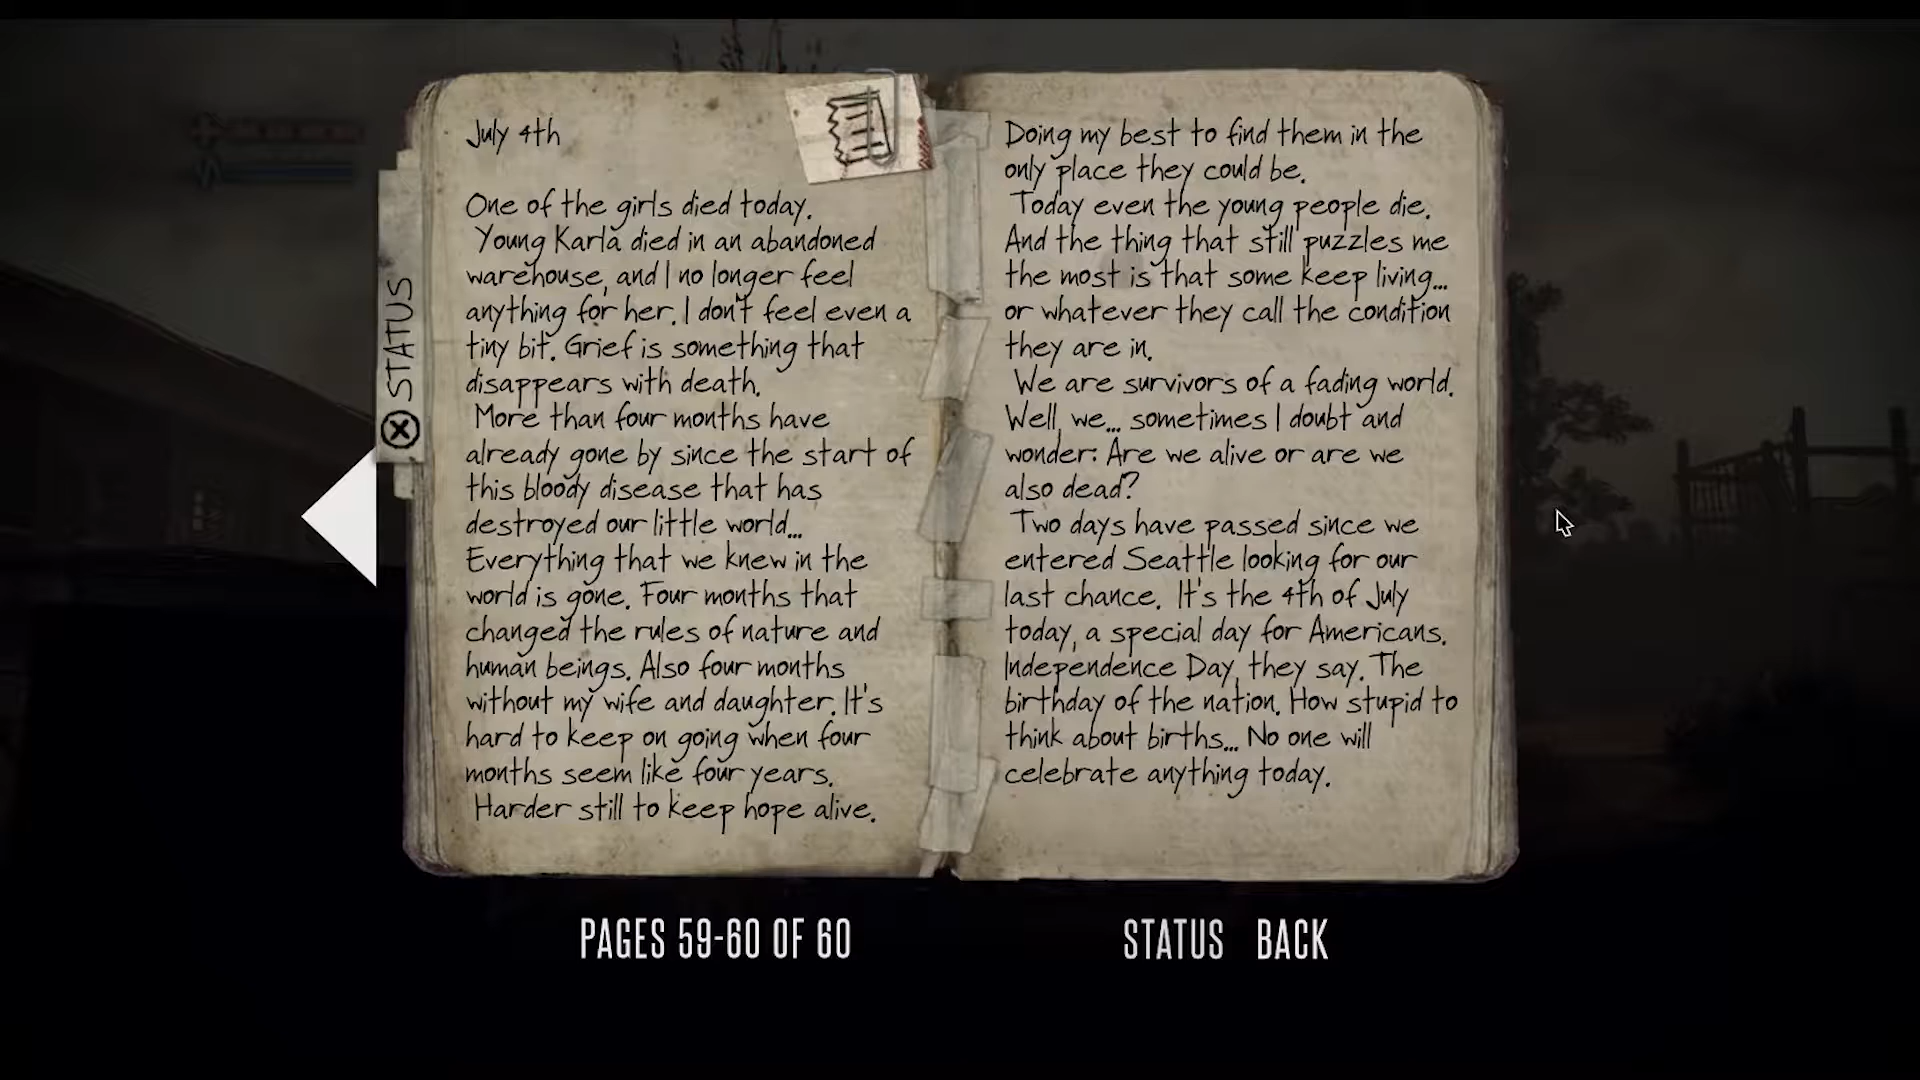 July 4th
One of the girls died today.
Young Karla died in an abandoned
warehouse, and I no longer feel
anything for her. I don't feel even a
tiny bit. Grief is something that
disappears with death.
More than four months have
already gone by since the start of
this bloody disease that has
destroyed our little world...
Everything that we knew in the
world is gone. Four months that
changed the rules of nature and
human beings. Also four months
without my wife and daughter. It's
hard to keep on going when four
months seem like four years.
Harder still to keep hope alive.
Doing my best to find them in the
only place they could be.
Today even the young people die.
And the thing that still puzzles me
the most is that some keep living...
or whatever they call the condition
they are in.
We are survivors of a fading world.
Well, we... sometimes I doubt and
wonder: Are we alive or are we
also dead?
Two days have passed since we
entered Seattle looking for our
last chance. It's the 4th of July
today, a special day for Americans.
Independence Day, they say. The
birthday of the nation. How stupid to
think about births... No one will
celebrate anything today.
STATUS
PAGES 59-60 OF 60
STATUS BACK